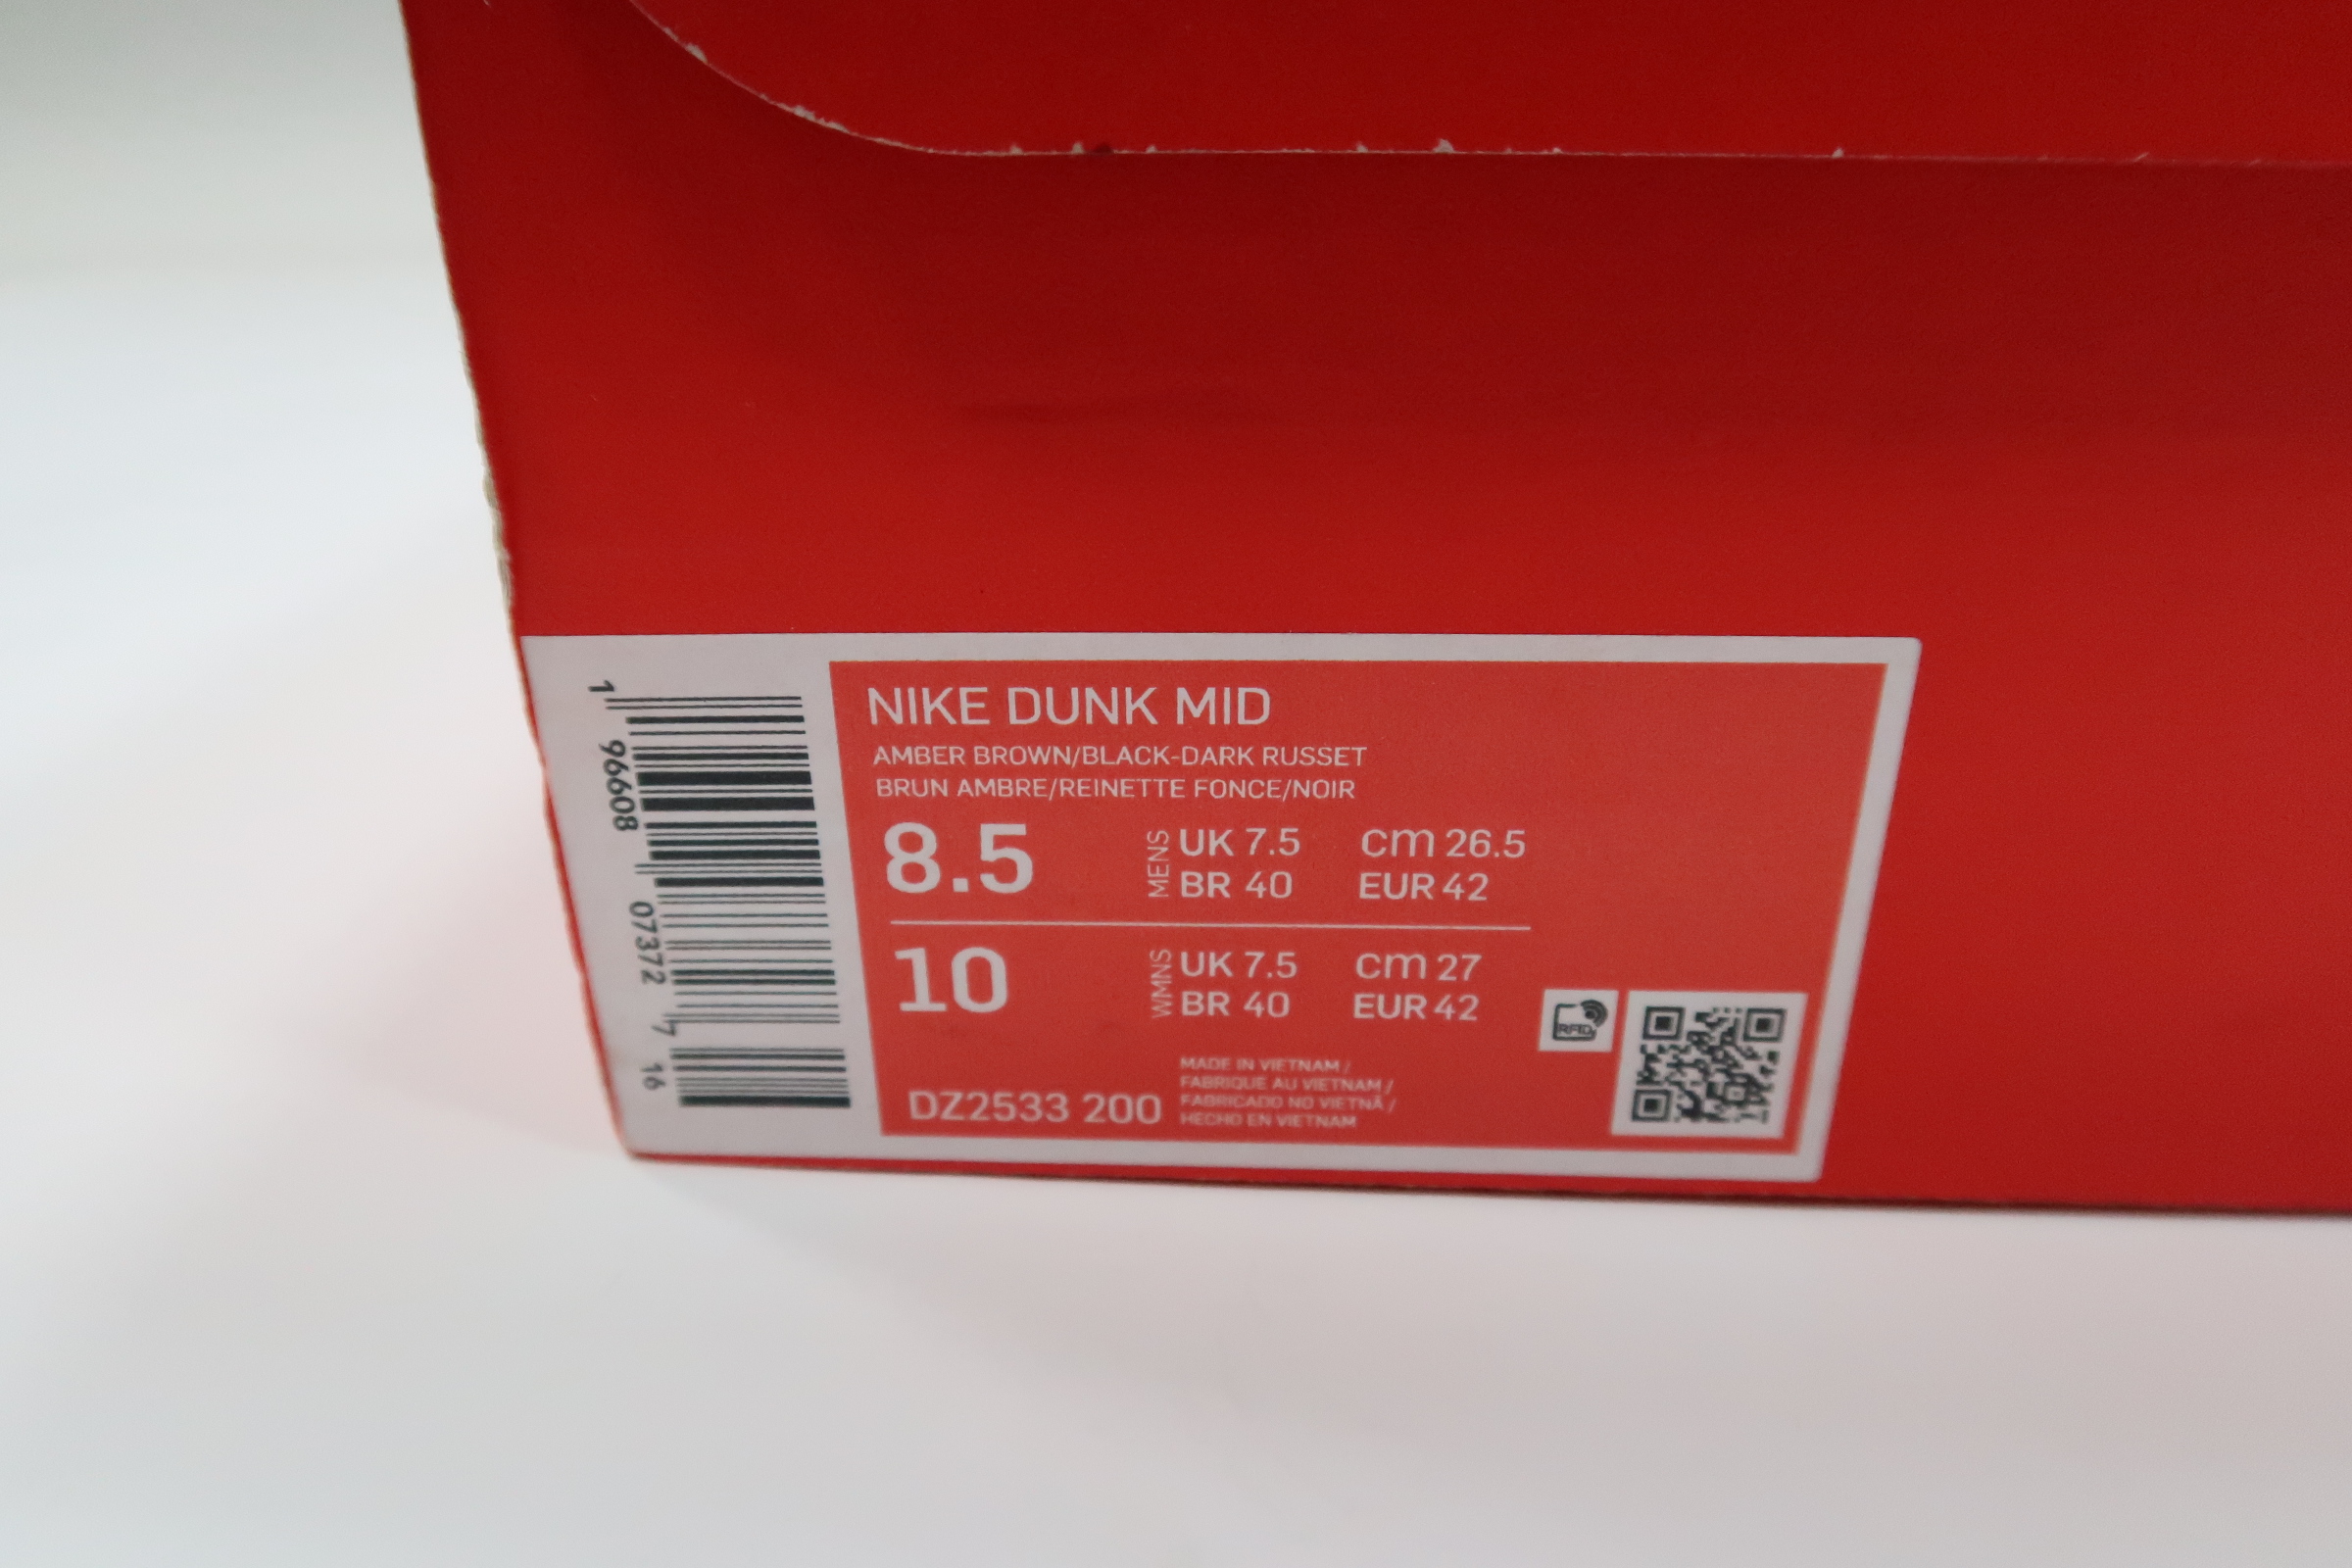 NIKE DUNK MID
AMBER BROWN/BLACK-DARK RUSSET
BRUN AMBRE/REINETTE FONCE/NOIR
8.5 MENS UK 7.5 cm 26.5
BR 40 EUR 42
10 WMNS UK 7.5 cm 27
BR 40 EUR 42
RFID
DZ2533 200
MADE IN VIETNAM /
FABRIQUE AU VIETNAM /
FABRICADO NO VIETNÃ /
HECHO EN VIETNAM
1 96608 07372 7 16